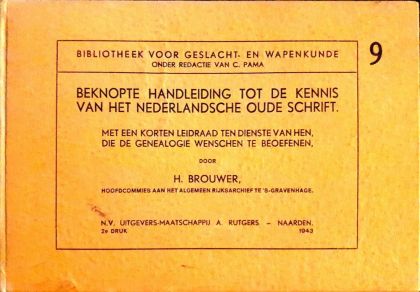 BIBLIOTHEEK VOOR GESLACHT- EN WAPENKUNDE
ONDER REDACTIE VAN C. PAMA
9
BEKNOPTE HANDLEIDING TOT DE KENNIS
VAN HET NEDERLANDSCHE OUDE SCHRIFT.
MET EEN KORTEN LEIDRAAD TEN DIENSTE VAN HEN,
DIE DE GENEALOGIE WENSCHEN TE BEOEFENEN,
DOOR
H. BROUWER,
HOOFDCOMMIES AAN HET ALGEMEEN RIJKSARCHIEF TE 'S-GRAVENHAGE.
N.V. UITGEVERS-MAATSCHAPPIJ A. RUTGERS – NAARDEN.
2e DRUK 1943